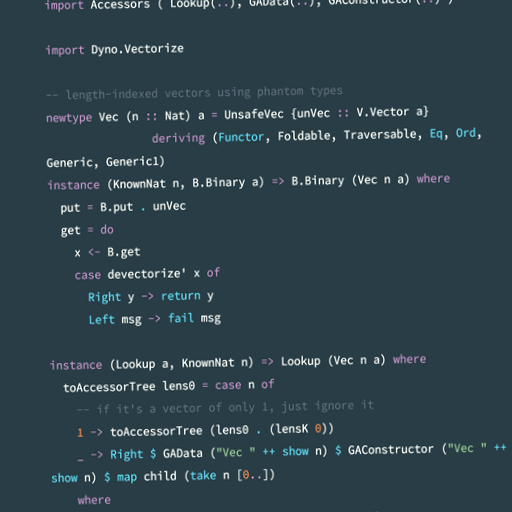 import Accessors ( Lookup(..), GAData(..), GAConstructor(..) )
import Dyno.Vectorize
-- length-indexed vectors using phantom types
newtype Vec (n :: Nat) a = UnsafeVec {unVec :: V.Vector a}
deriving (Functor, Foldable, Traversable, Eq, Ord,
Generic, Generic1)
instance (KnownNat n, B.Binary a) => B.Binary (Vec n a) where
put = B.put . unVec
get = do
x <- B.get
case devectorize' x of
Right y -> return y
Left msg -> fail msg
instance (Lookup a, KnownNat n) => Lookup (Vec n a) where
toAccessorTree lens0 = case n of
-- if it's a vector of only 1, just ignore it
1 -> toAccessorTree (lens0 . (lensK 0))
_ -> Right $ GAData ("Vec " ++ show n) $ GAConstructor ("Vec " ++
show n) $ map child (take n [0..])
where